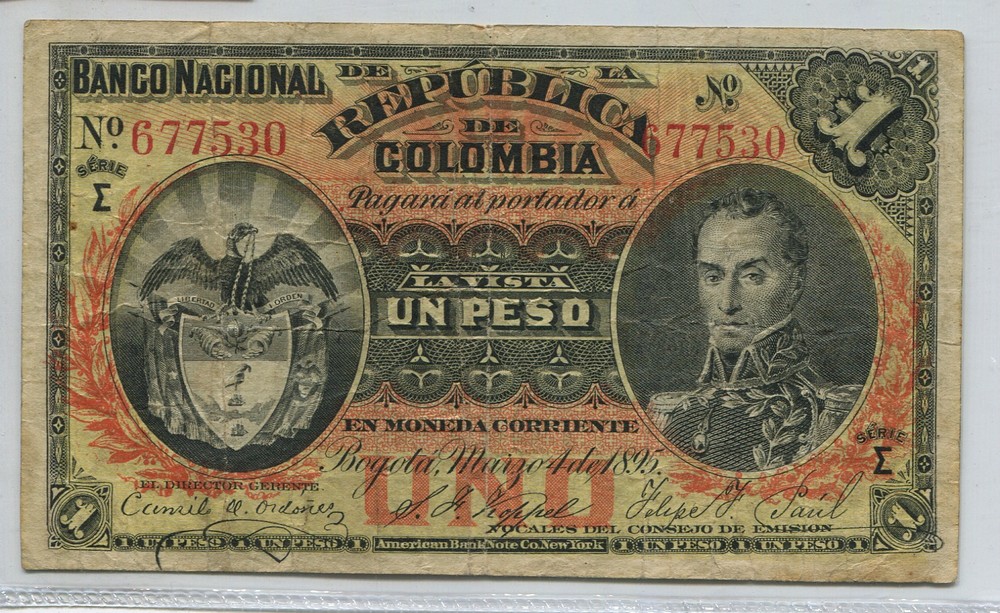 BANCO NACIONAL DE LA
REPÚBLICA
DE
COLOMBIA
Nº 677530
Nº
677530
1
SÉRIE
Σ
Pagará al portador á
LA VISTA
UN PESO
LIBERTAD Y ORDEN
EN MONEDA CORRIENTE
Bogotá, Marzo 4 de 1895.
UNO
SÉRIE
Σ
EL DIRECTOR GERENTE.
S. F. Koppel
Felipe F. Paúl
VOCALES DEL CONSEJO DE EMISION
1
1 UN PESO 1 UN PESO 1
American Bank Note Co. New York
1 UN PESO 1 UN PESO 1
1